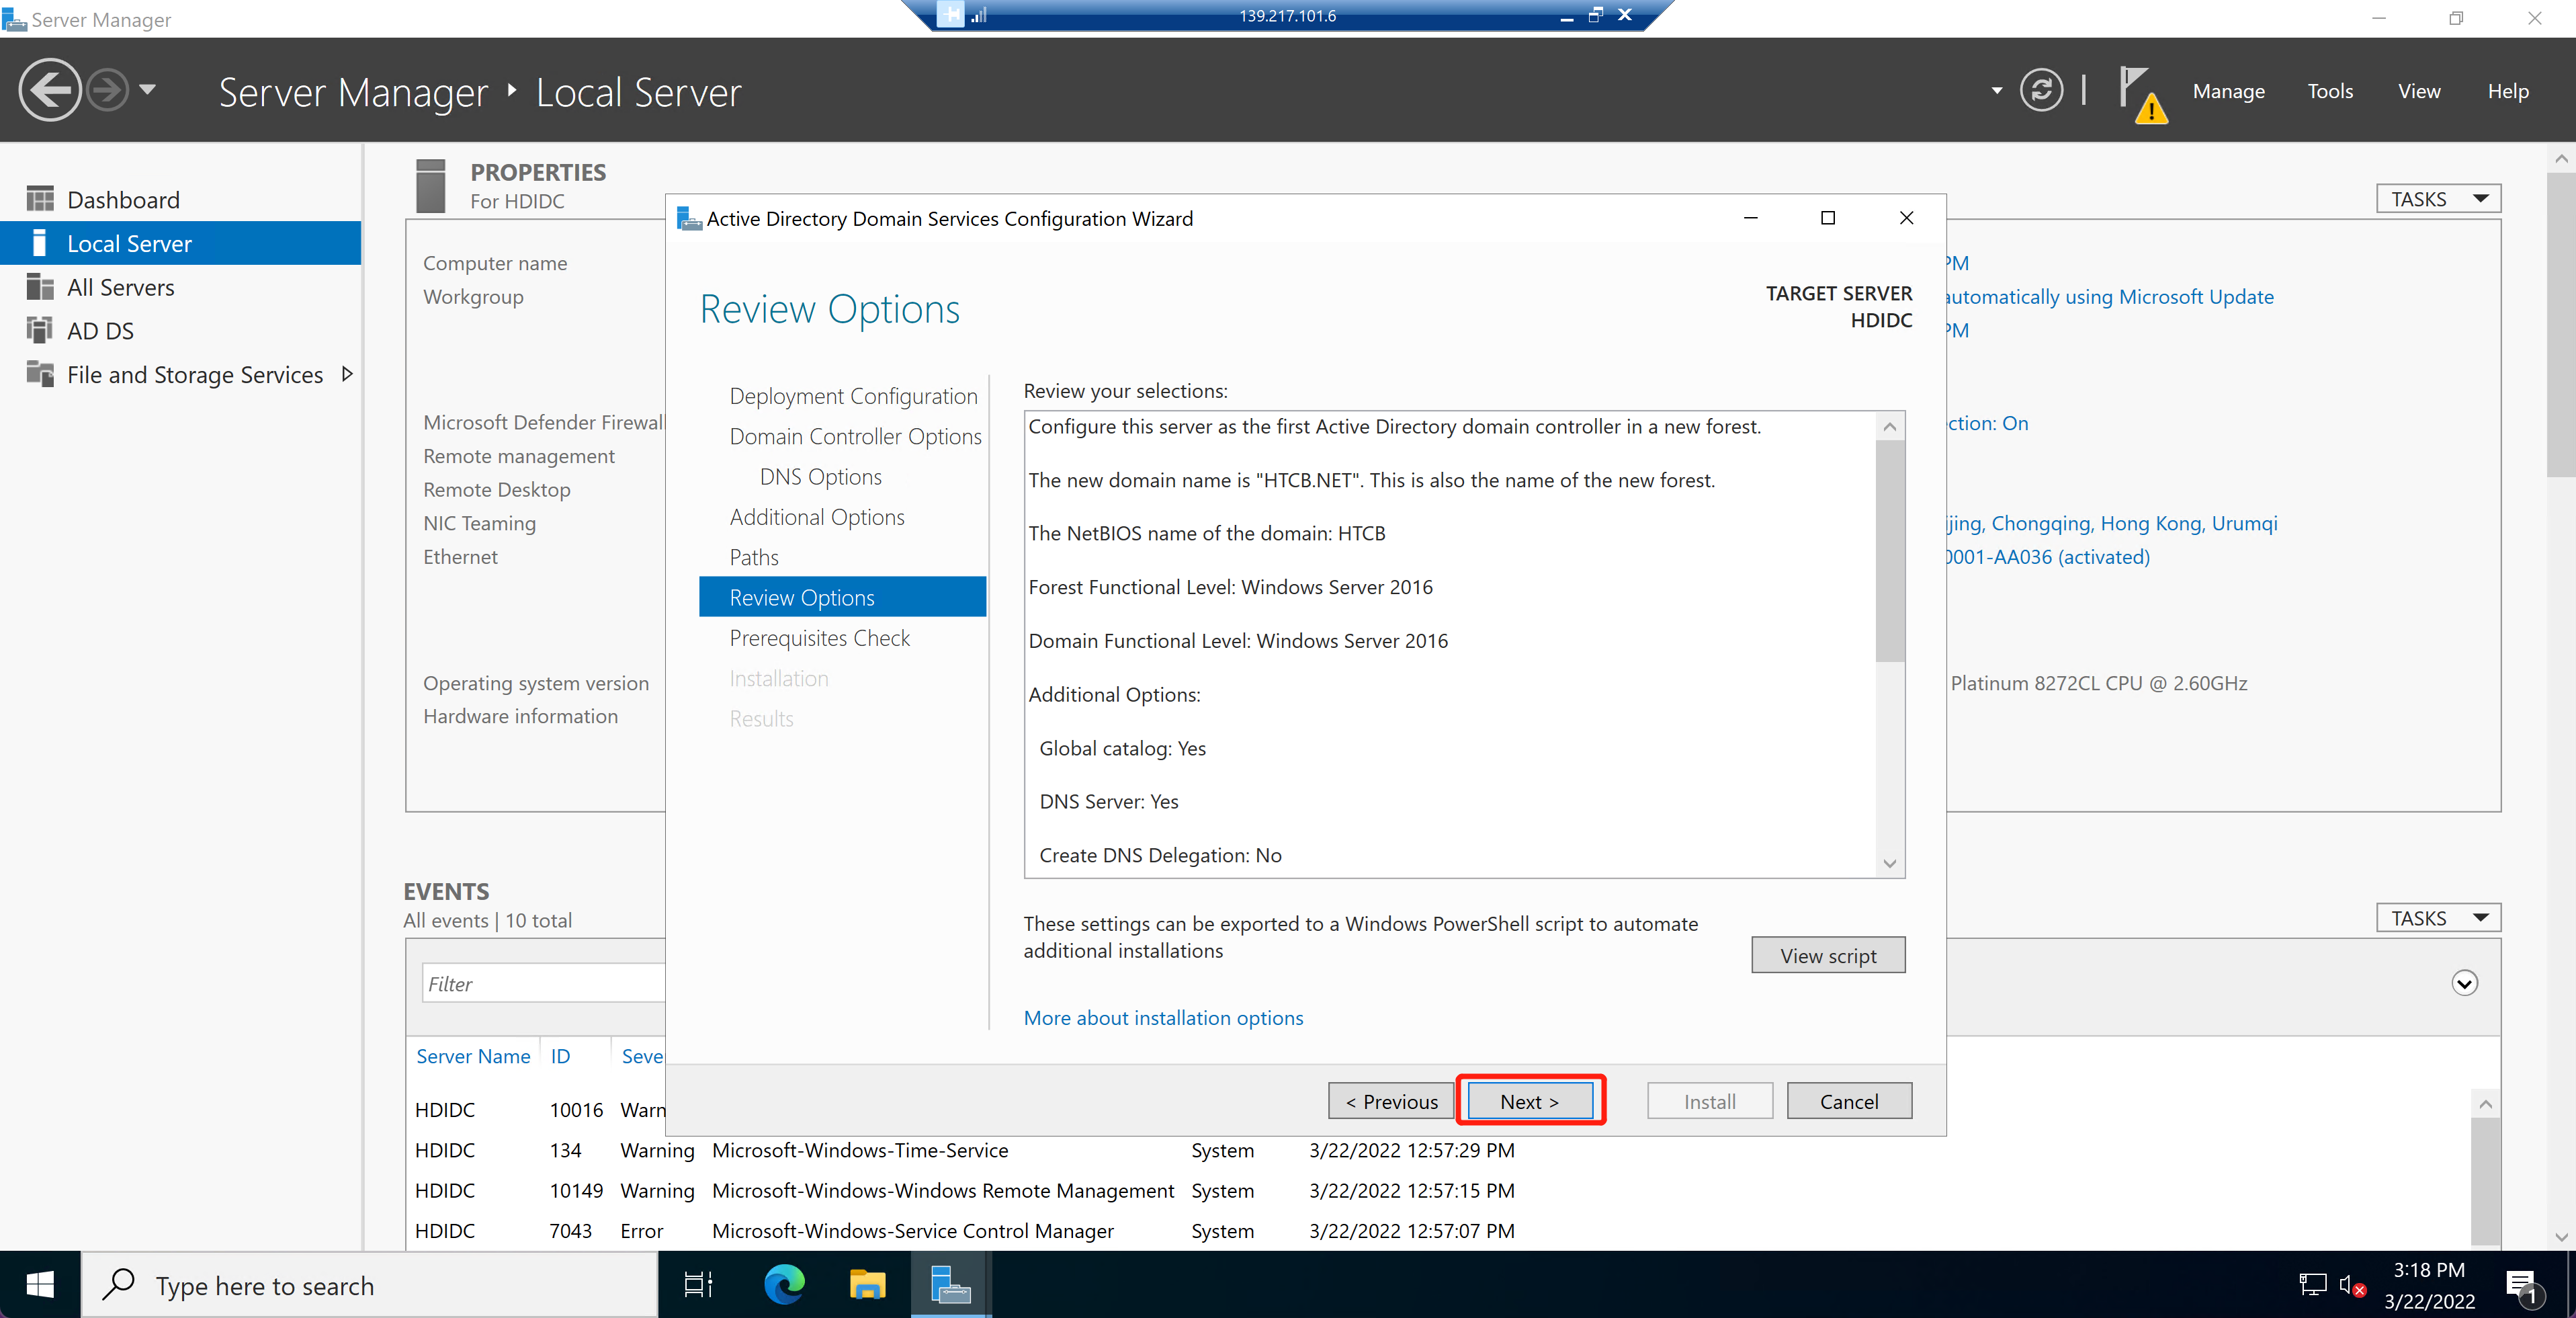 Server Manager
139.217.101.6
Server Manager
Local Server
Manage
Tools
View
Help
Dashboard
Local Server
All Servers
AD DS
File and Storage Services
PROPERTIES
For HDIDC
TASKS
Computer name
Workgroup
Microsoft Defender Firewall
Remote management
Remote Desktop
NIC Teaming
Ethernet
Operating system version
Hardware information
PM
automatically using Microsoft Update
PM
ction: On
ijing, Chongqing, Hong Kong, Urumqi
0001-AA036 (activated)
Platinum 8272CL CPU @ 2.60GHz
Active Directory Domain Services Configuration Wizard
Review Options
TARGET SERVER
HDIDC
Deployment Configuration
Domain Controller Options
DNS Options
Additional Options
Paths
Review Options
Prerequisites Check
Installation
Results
Review your selections:
Configure this server as the first Active Directory domain controller in a new forest.
The new domain name is "HTCB.NET". This is also the name of the new forest.
The NetBIOS name of the domain: HTCB
Forest Functional Level: Windows Server 2016
Domain Functional Level: Windows Server 2016
Additional Options:
Global catalog: Yes
DNS Server: Yes
Create DNS Delegation: No
These settings can be exported to a Windows PowerShell script to automate
additional installations
View script
More about installation options
< Previous
Next >
Install
Cancel
EVENTS
All events | 10 total
TASKS
Filter
Server Name ID Seve
HDIDC 10016 Warn
HDIDC 134 Warning Microsoft-Windows-Time-Service System 3/22/2022 12:57:29 PM
HDIDC 10149 Warning Microsoft-Windows-Windows Remote Management System 3/22/2022 12:57:15 PM
HDIDC 7043 Error Microsoft-Windows-Service Control Manager System 3/22/2022 12:57:07 PM
Type here to search
3:18 PM
3/22/2022
1